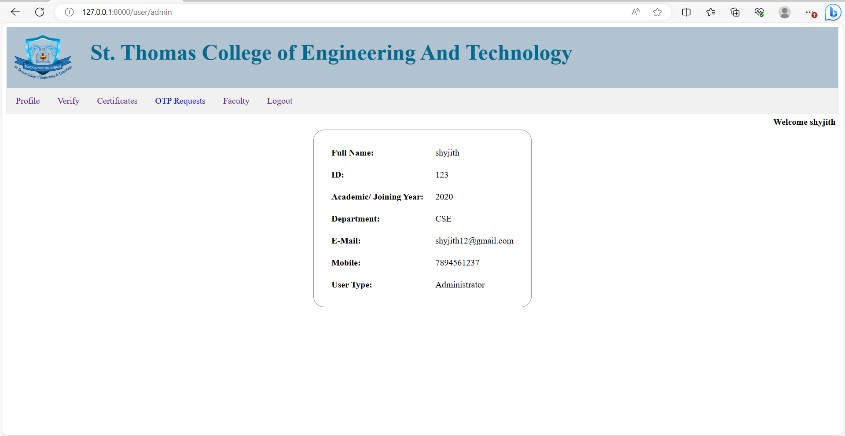 127.0.0.1:8000/user/admin
St. Thomas College of Engineering And Technology
Profile Verify Certificates OTP Requests Faculty Logout
Welcome shyjith
Full Name: shyjith
ID: 123
Academic/ Joining Year: 2020
Department: CSE
E-Mail: shyjith12@gmail.com
Mobile: 7894561237
User Type: Administrator